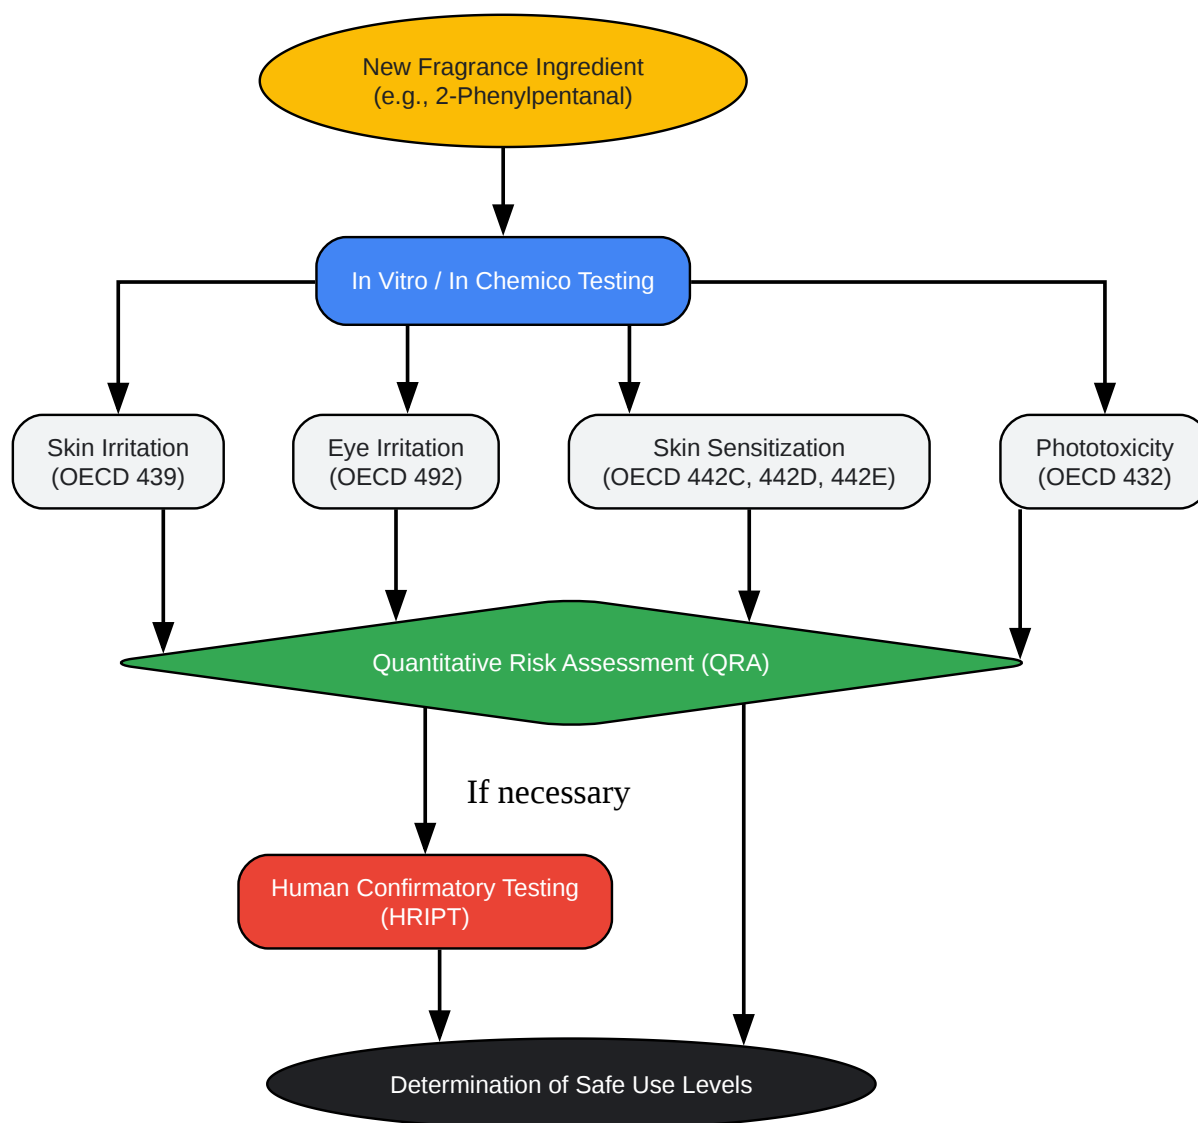 New Fragrance Ingredient
(e.g., 2-Phenylpentanal)
In Vitro / In Chemico Testing
Skin Irritation
(OECD 439)
Eye Irritation
(OECD 492)
Skin Sensitization
(OECD 442C, 442D, 442E)
Phototoxicity
(OECD 432)
Quantitative Risk Assessment (QRA)
If necessary
Human Confirmatory Testing
(HRIPT)
Determination of Safe Use Levels